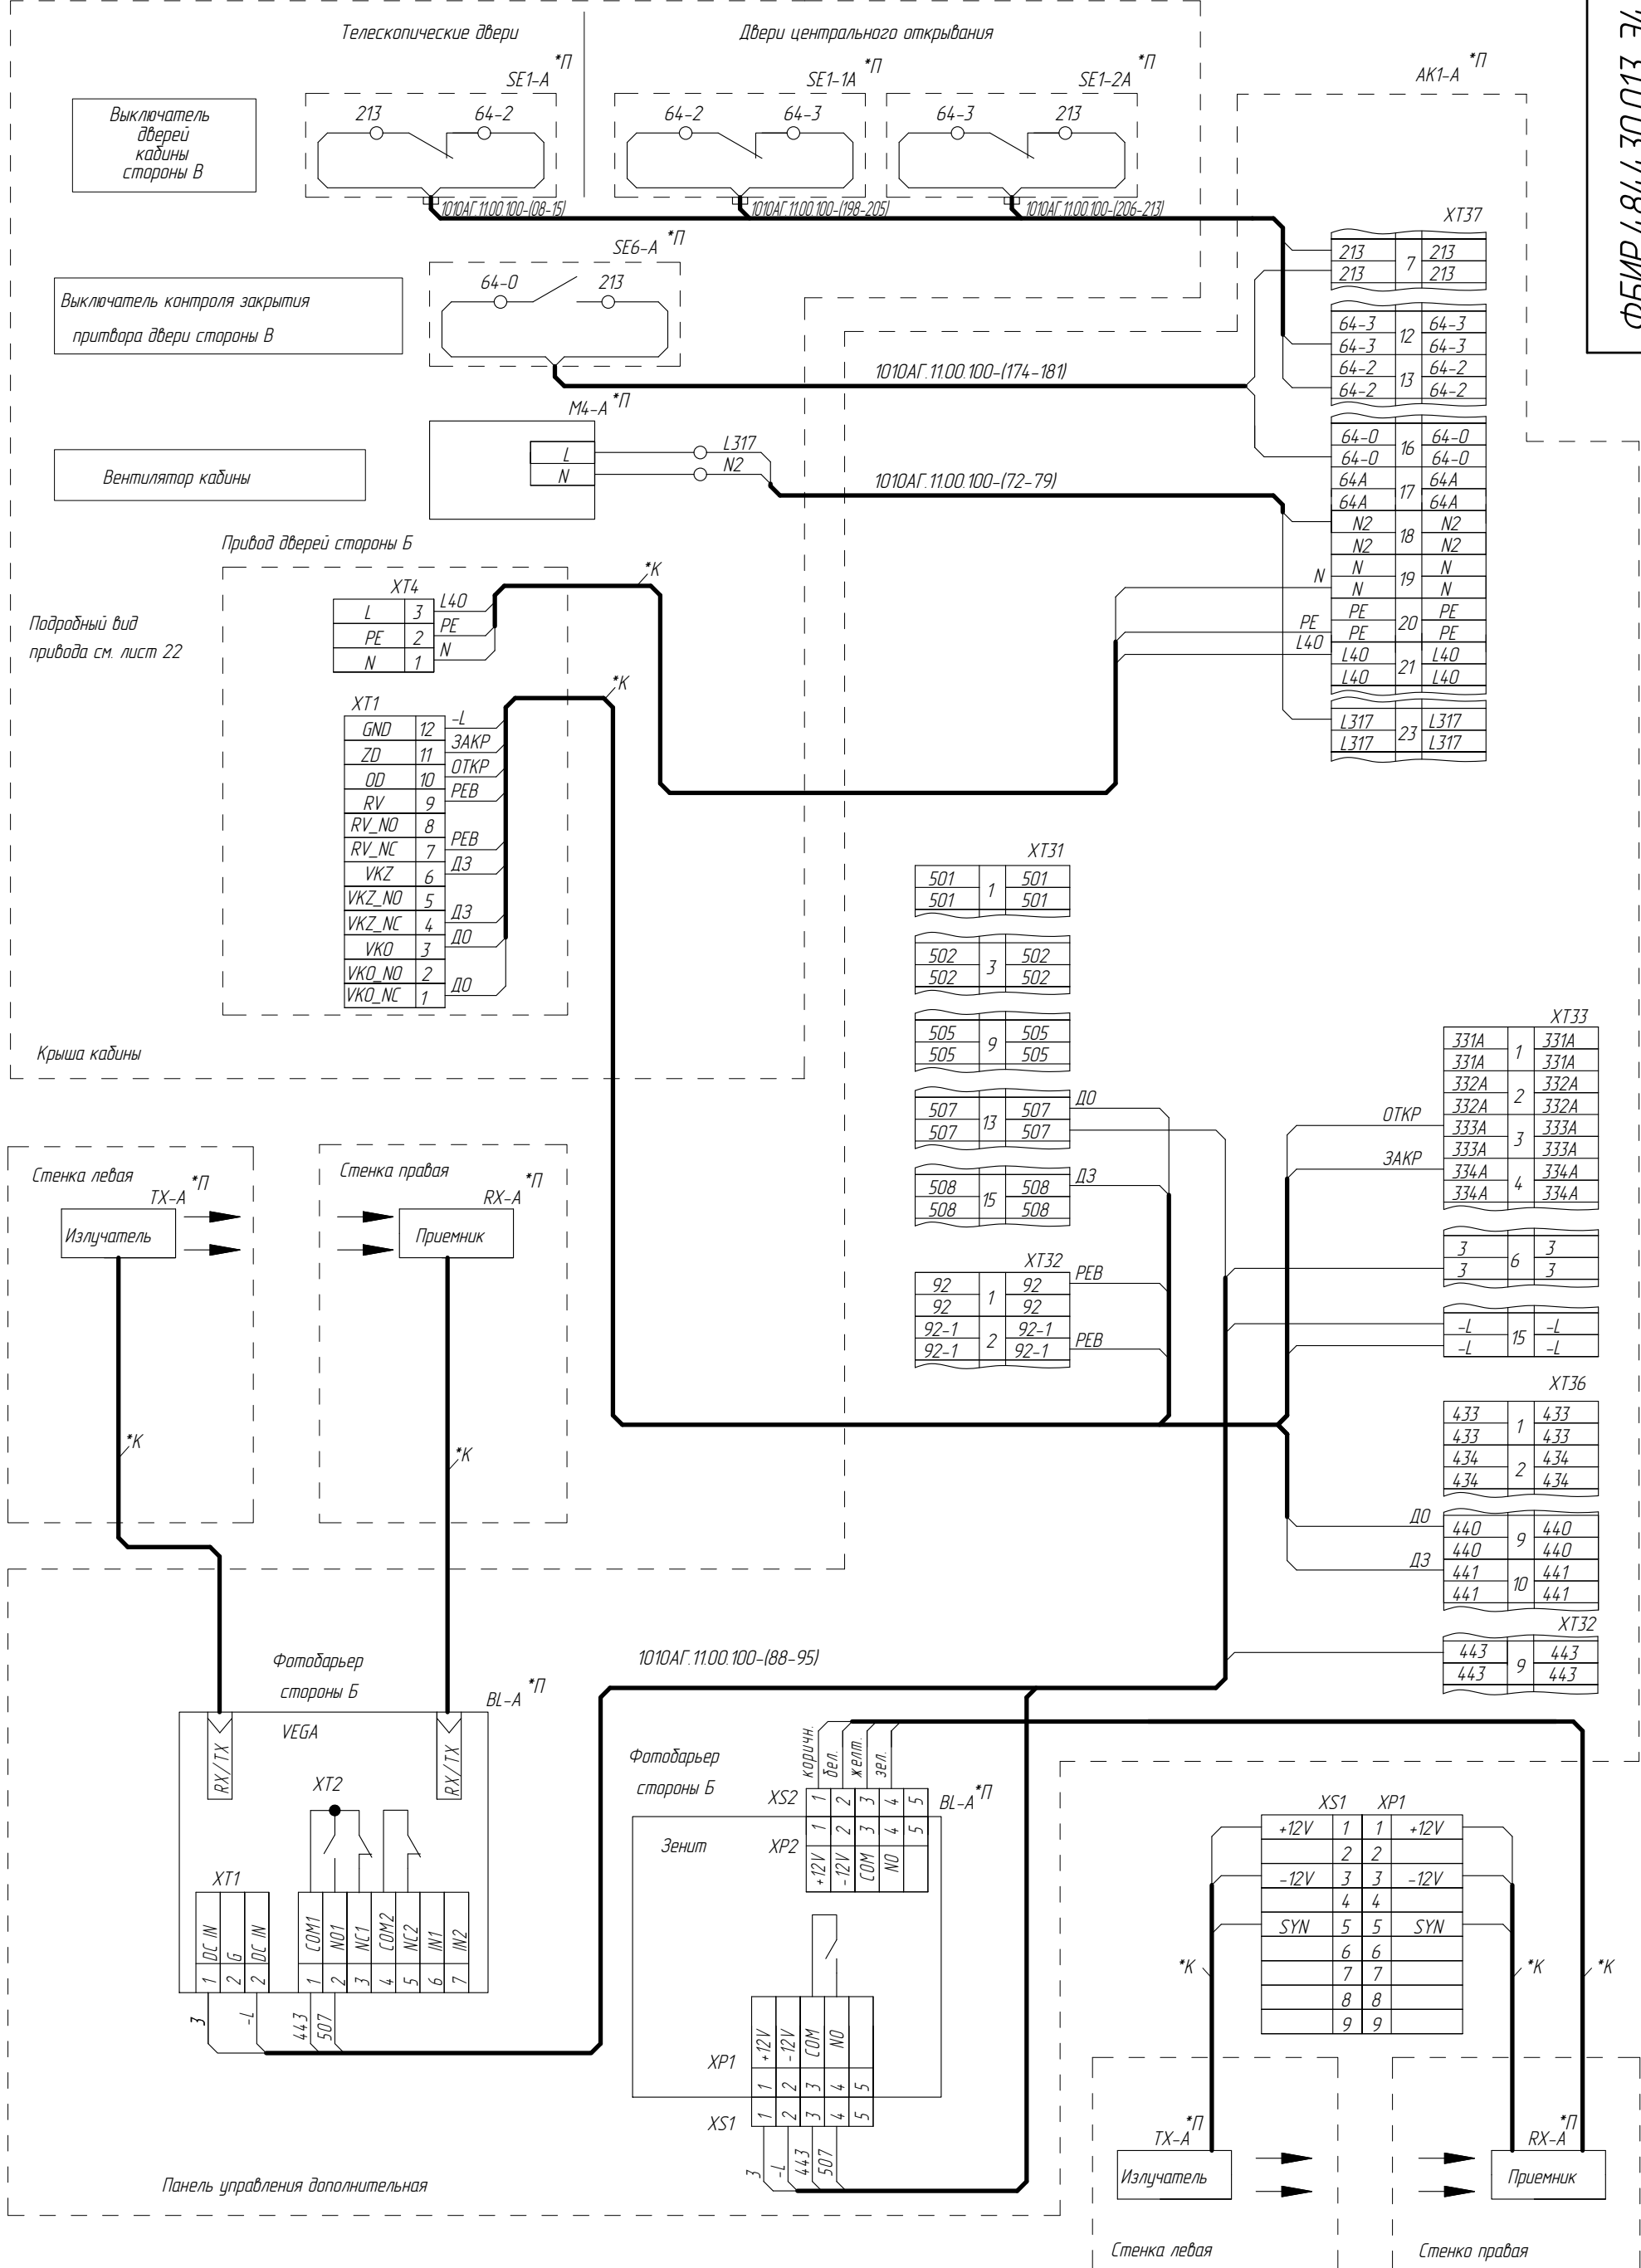 ФБИР.484430.013 Э4
Телескопические двери
Двери центрального открывания
SE1-A *П
SE1-1A *П
SE1-2A *П
AK1-A *П
Выключатель
дверей
кабины
стороны В
213 64-2
64-2 64-3
64-3 213
1010АГ.11.00.100-(08-15)
1010АГ.11.00.100-(198-205)
1010АГ.11.00.100-(206-213)
Выключатель контроля закрытия
притвора двери стороны В
SE6-A *П
64-0 213
1010АГ.11.00.100-(174-181)
Вентилятор кабины
M4-A *П
L L317
N N2
1010АГ.11.00.100-(72-79)
XT37
213 7 213
213 213
64-3 12 64-3
64-3 64-3
64-2 13 64-2
64-2 64-2
64-0 16 64-0
64-0 64-0
64A 17 64A
64A 64A
N2 18 N2
N2 N2
N 19 N
N N N
PE 20 PE
PE PE PE
L40 L40 21 L40
L40 L40
L317 23 L317
L317 L317
Привод дверей стороны Б
Подробный вид
привода см. лист 22
*К
XT4
L 3 L40
PE 2 PE
N 1 N
*К
XT1
GND 12 -L
ZD 11 ЗАКР
OD 10 ОТКР
RV 9 РЕВ
RV_NO 8
RV_NC 7 РЕВ
VKZ 6 ДЗ
VKZ_NO 5
VKZ_NC 4 ДЗ
VKO 3 ДО
VKO_NO 2
VKO_NC 1 ДО
Крыша кабины
XT31
501 1 501
501 501
502 3 502
502 502
505 9 505
505 505
507 13 507 ДО
507 507
508 15 508 ДЗ
508 508
XT32
92 1 92 РЕВ
92 92
92-1 2 92-1
92-1 92-1 РЕВ
XT33
331A 1 331A
331A 331A
332A 2 332A
332A 332A
ОТКР 333A 3 333A
333A 333A
ЗАКР 334A 4 334A
334A 334A
3 6 3
3 3
-L 15 -L
-L -L
XT36
433 1 433
433 433
434 2 434
434 434
ДО 440 9 440
440 440
ДЗ 441 10 441
441 441
XT32
443 9 443
443 443
Стенка левая
TX-A *П
Излучатель
*К
Стенка правая
RX-A *П
Приемник
*К
1010АГ.11.00.100-(88-95)
Фотобарьер
стороны Б
BL-A *П
VEGA
RX/TX
RX/TX
XT2
XT1
1 DC IN
2 G
2 DC IN
1 COM1
2 NO1
3 NC1
4 COM2
5 NC2
6 IN1
7 IN2
3
-L
443
507
Фотобарьер
стороны Б
Зенит
коричн.
бел.
желт.
зел.
XS2 1 2 3 4 5
BL-A *П
XP2 1 2 3 4 5
+12V -12V COM NO
+12V -12V COM NO
XP1 1 2 3 4 5
XS1 1 2 3 4 5
3 -L 443 507
Панель управления дополнительная
XS1 XP1
+12V 1 1 +12V
2 2
-12V 3 3 -12V
4 4
SYN 5 5 SYN
6 6
7 7
8 8
9 9
*К
*К
*К
TX-A *П
Излучатель
Стенка левая
RX-A *П
Приемник
Стенко правая